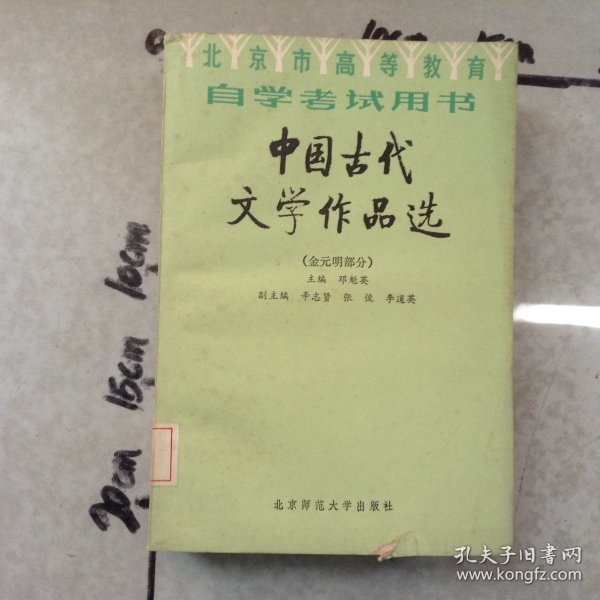 北京市高等教育
自学考试用书
中国古代
文学作品选
(金元明部分)
主编 邓魁英
副主编 辛志贤 张俊 李道英
北京师范大学出版社
10cm
15cm
20cm
孔夫子旧书网
www.kongfz.com